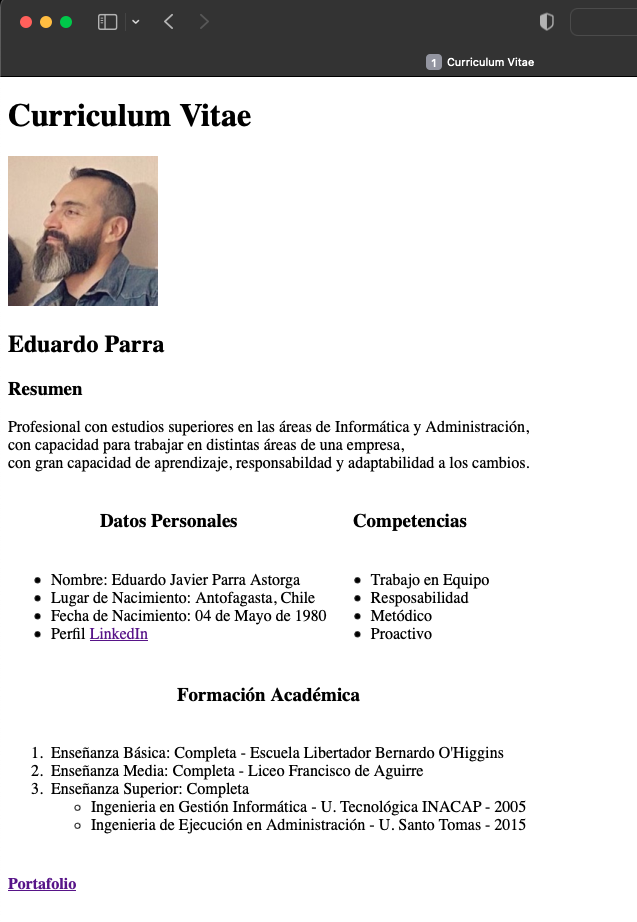 1 Curriculum Vitae
Curriculum Vitae
Eduardo Parra
Resumen
Profesional con estudios superiores en las áreas de Informática y Administración,
con capacidad para trabajar en distintas áreas de una empresa,
con gran capacidad de aprendizaje, responsabildad y adaptabilidad a los cambios.
Datos Personales
Nombre: Eduardo Javier Parra Astorga
Lugar de Nacimiento: Antofagasta, Chile
Fecha de Nacimiento: 04 de Mayo de 1980
Perfil LinkedIn
Competencias
Trabajo en Equipo
Resposabilidad
Metódico
Proactivo
Formación Académica
1. Enseñanza Básica: Completa - Escuela Libertador Bernardo O'Higgins
2. Enseñanza Media: Completa - Liceo Francisco de Aguirre
3. Enseñanza Superior: Completa
Ingenieria en Gestión Informática - U. Tecnológica INACAP - 2005
Ingenieria de Ejecución en Administración - U. Santo Tomas - 2015
Portafolio